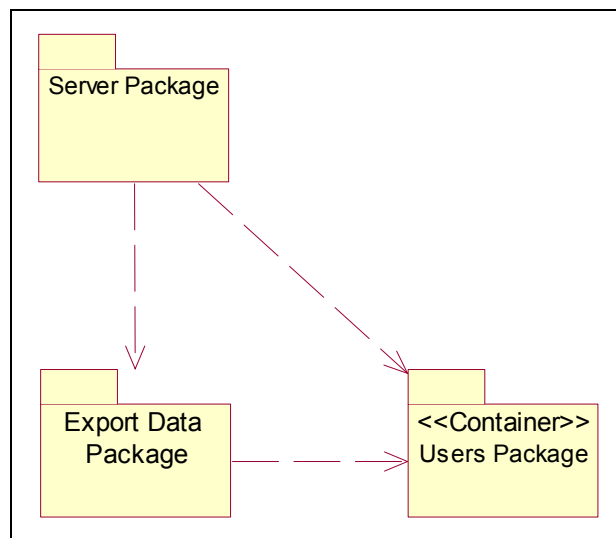 Server Package
Export Data
Package
<<Container>>
Users Package